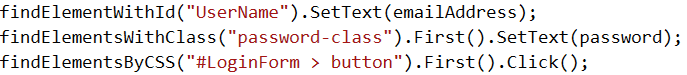 findElementWithId("UserName").SetText(emailAddress);
findElementsWithClass("password-class").First().SetText(password);
findElementsByCSS("#LoginForm > button").First().Click();